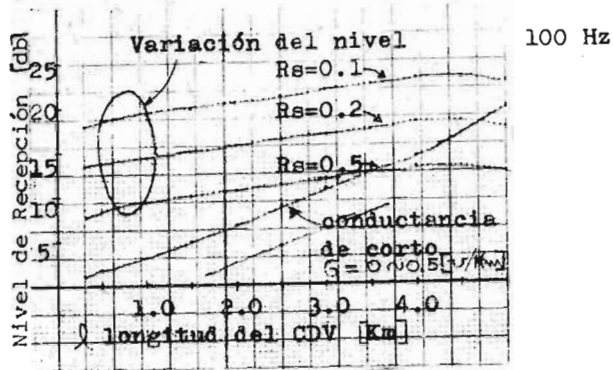 Variación del nivel
100 Hz
Nivel de Recepción [db]
25
20
15
10
5
Rs=0.1
Rs=0.2
Rs=0.5
conductancia
de corto
G=0~0.5[℧/Km]
1.0 2.0 3.0 4.0
ℓ longitud del CDV [Km]